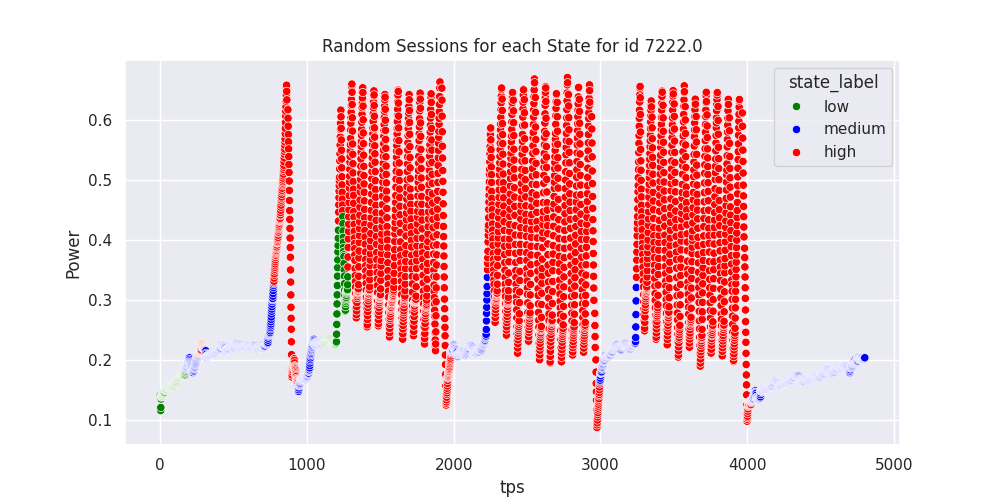 Random Sessions for each State for id 7222.0
state_label
low
medium
high
Power
0.6
0.5
0.4
0.3
0.2
0.1
0 1000 2000 3000 4000 5000
tps